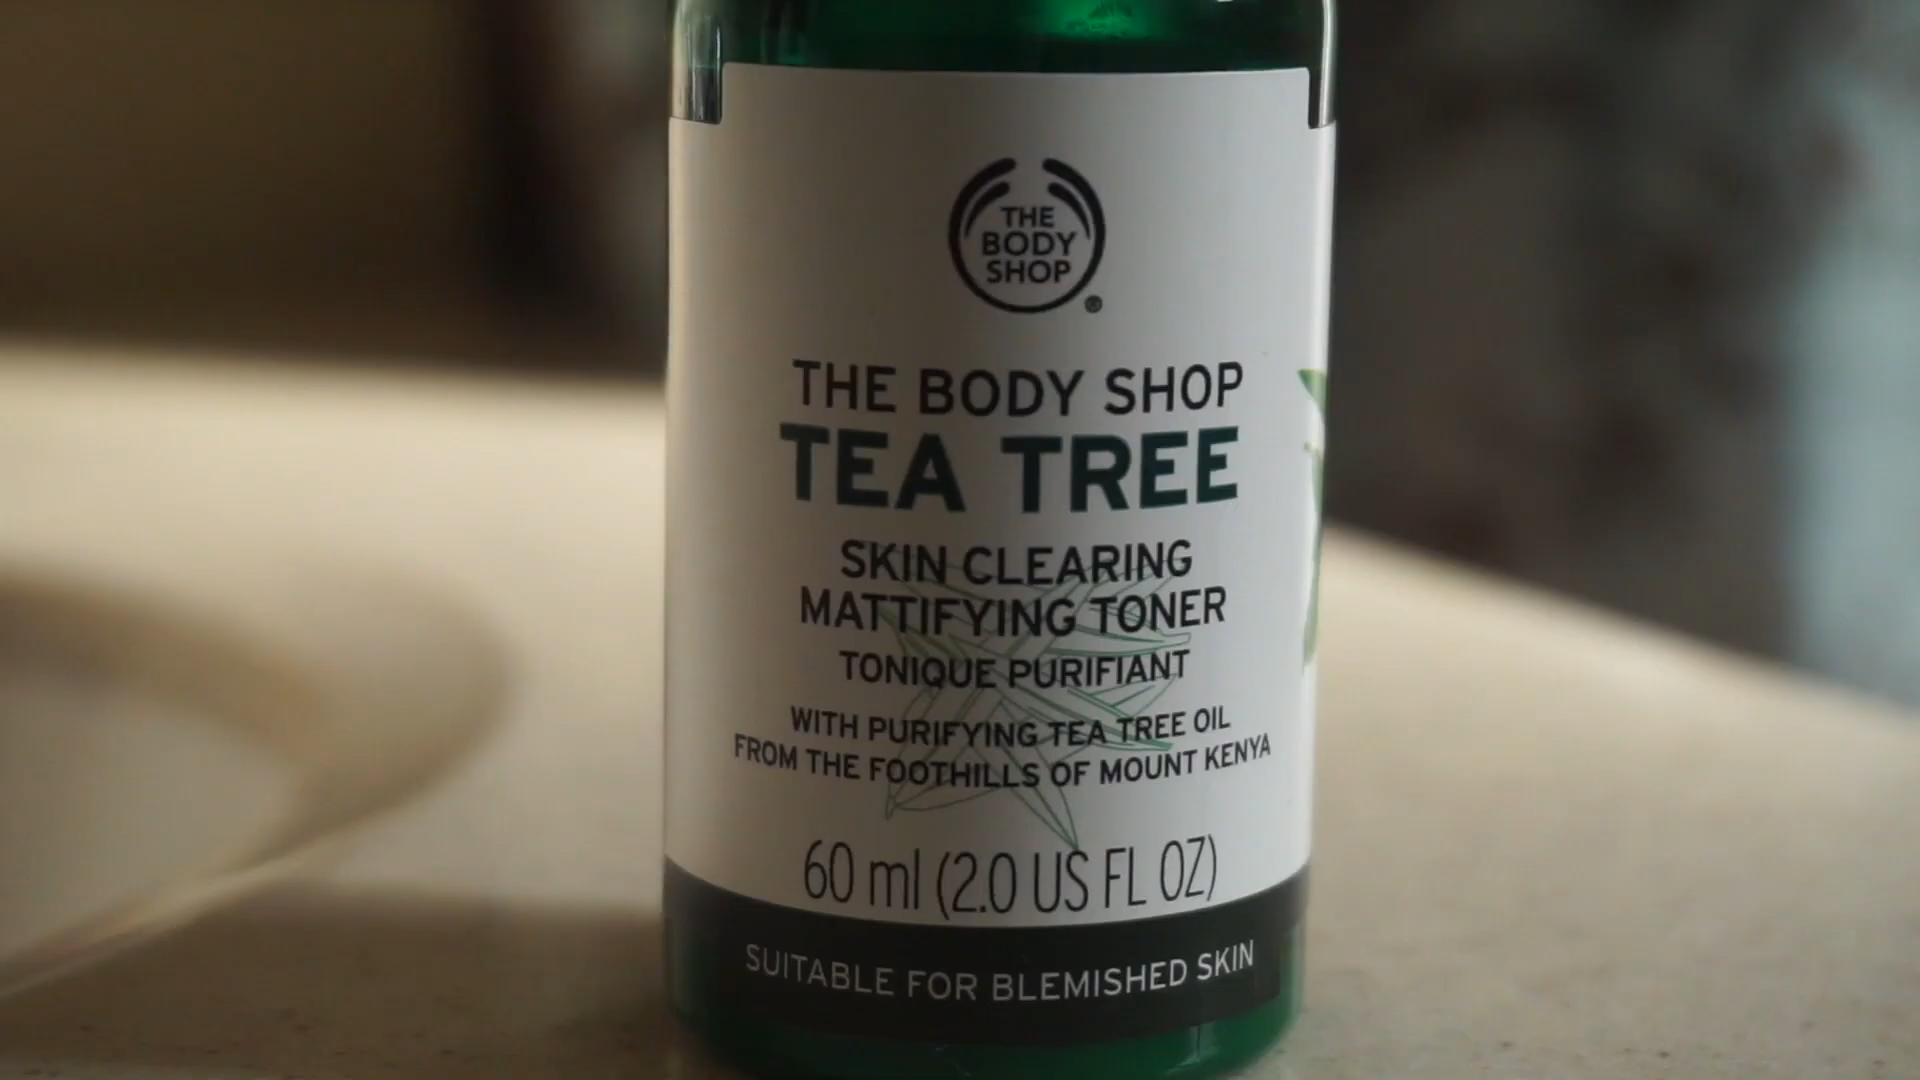 THE
BODY
SHOP
®
THE BODY SHOP
TEA TREE
SKIN CLEARING
MATTIFYING TONER
TONIQUE PURIFIANT
WITH PURIFYING TEA TREE OIL
FROM THE FOOTHILLS OF MOUNT KENYA
60 ml (2.0 US FL OZ)
SUITABLE FOR BLEMISHED SKIN